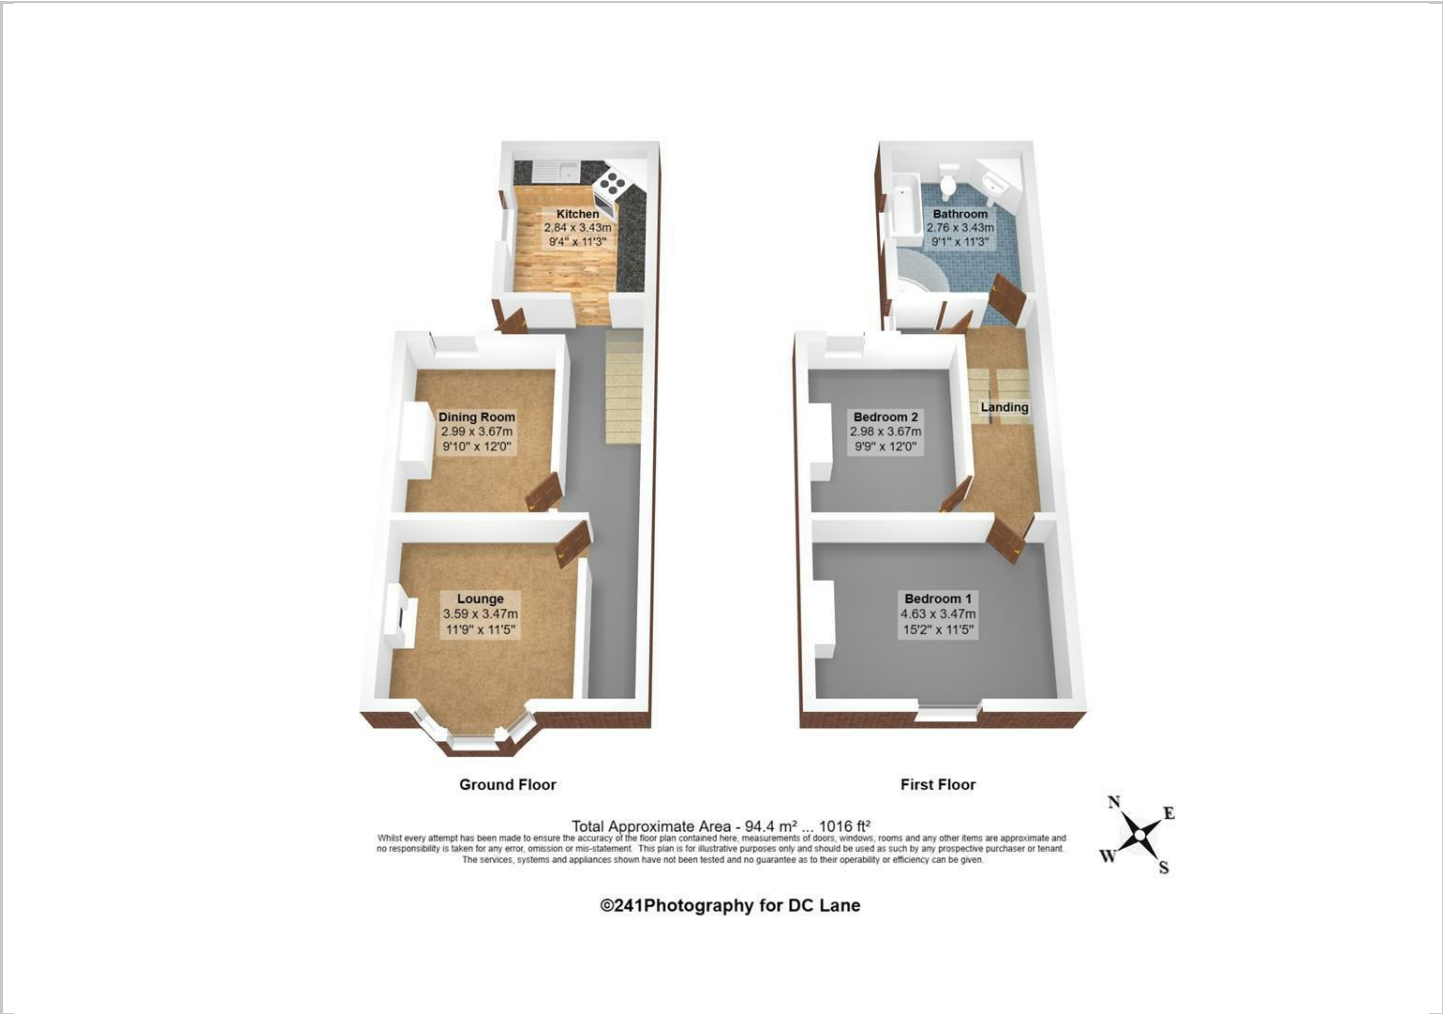 Kitchen
2.84 x 3.43m
9'4" x 11'3"
Bathroom
2.76 x 3.43m
9'1" x 11'3"
Dining Room
2.99 x 3.67m
9'10" x 12'0"
Bedroom 2
2.98 x 3.67m
9'9" x 12'0"
Landing
Lounge
3.59 x 3.47m
11'9" x 11'5"
Bedroom 1
4.63 x 3.47m
15'2" x 11'5"
Ground Floor
First Floor
N
E
W
S
Total Approximate Area - 94.4 m² ... 1016 ft²
Whilst every attempt has been made to ensure the accuracy of the floor plan contained here, measurements of doors, windows, rooms and any other items are approximate and
no responsibility is taken for any error, omission or mis-statement. This plan is for illustrative purposes only and should be used as such by any prospective purchaser or tenant.
The services, systems and appliances shown have not been tested and no guarantee as to their operability or efficiency can be given.
©241Photography for DC Lane